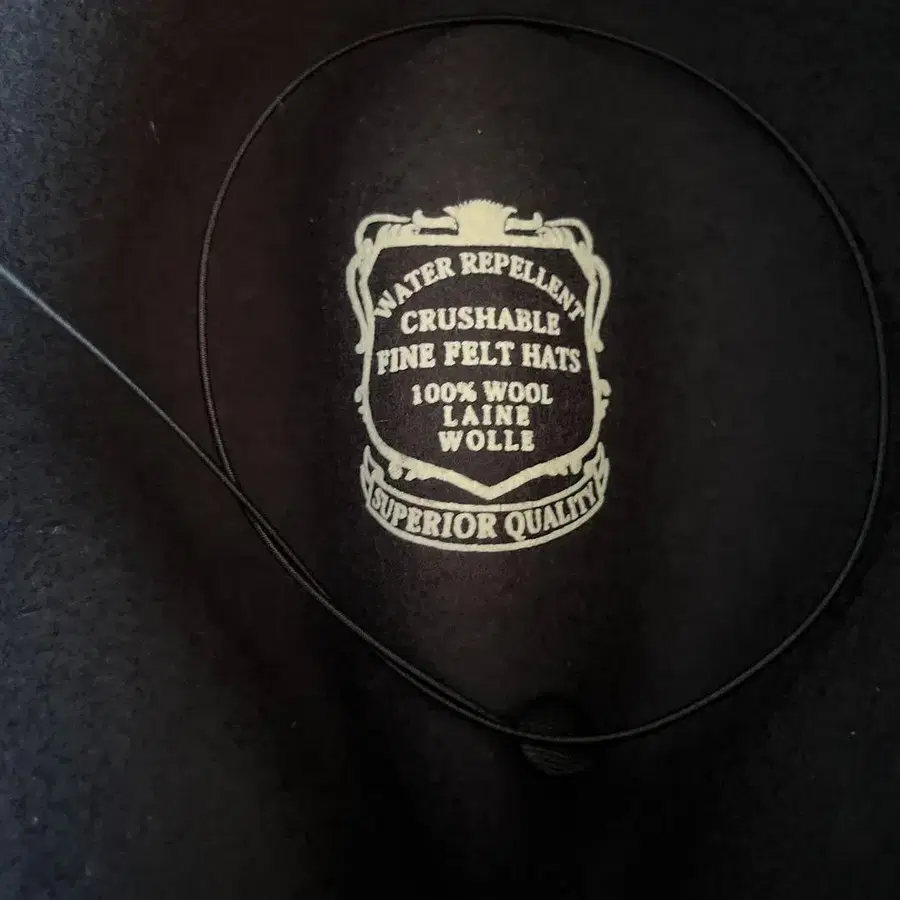 WATER REPELLENT
CRUSHABLE
FINE FELT HATS
100% WOOL
LAINE
WOLLE
SUPERIOR QUALITY